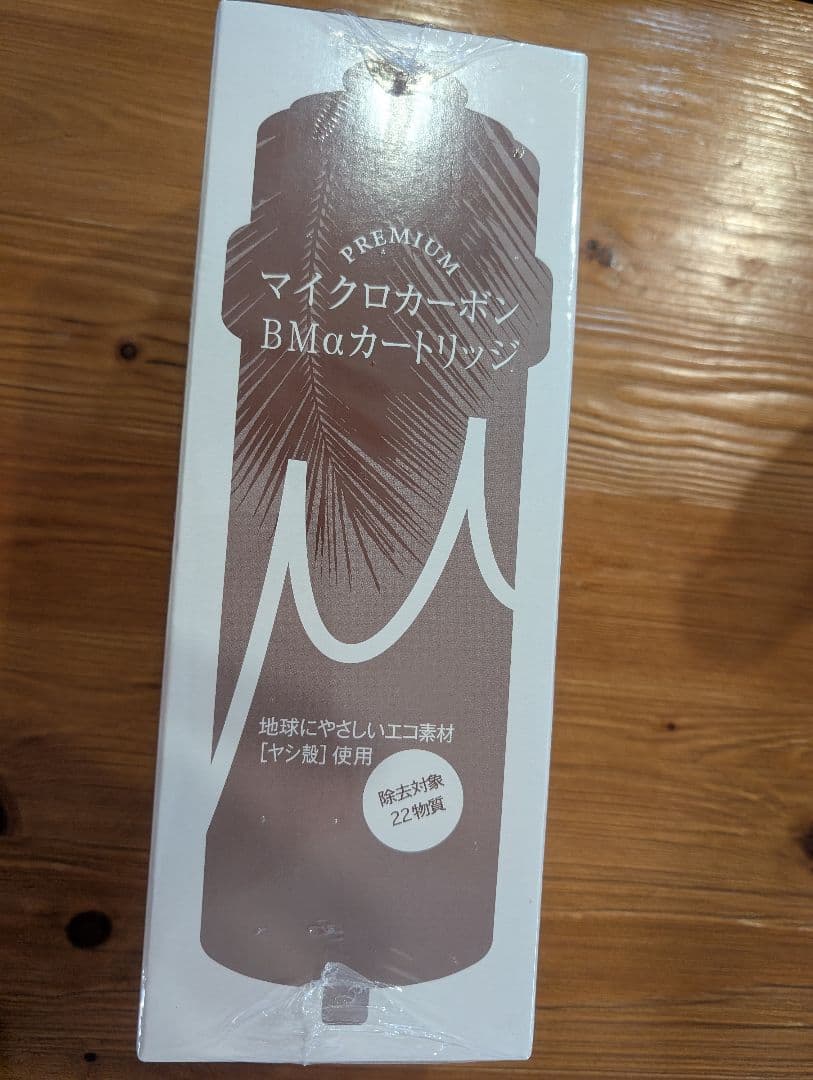 PREMIUM
マイクロカーボン
BMαカートリッジ
μ
地球にやさしいエコ素材
［ヤシ殻］使用
除去対象
22物質